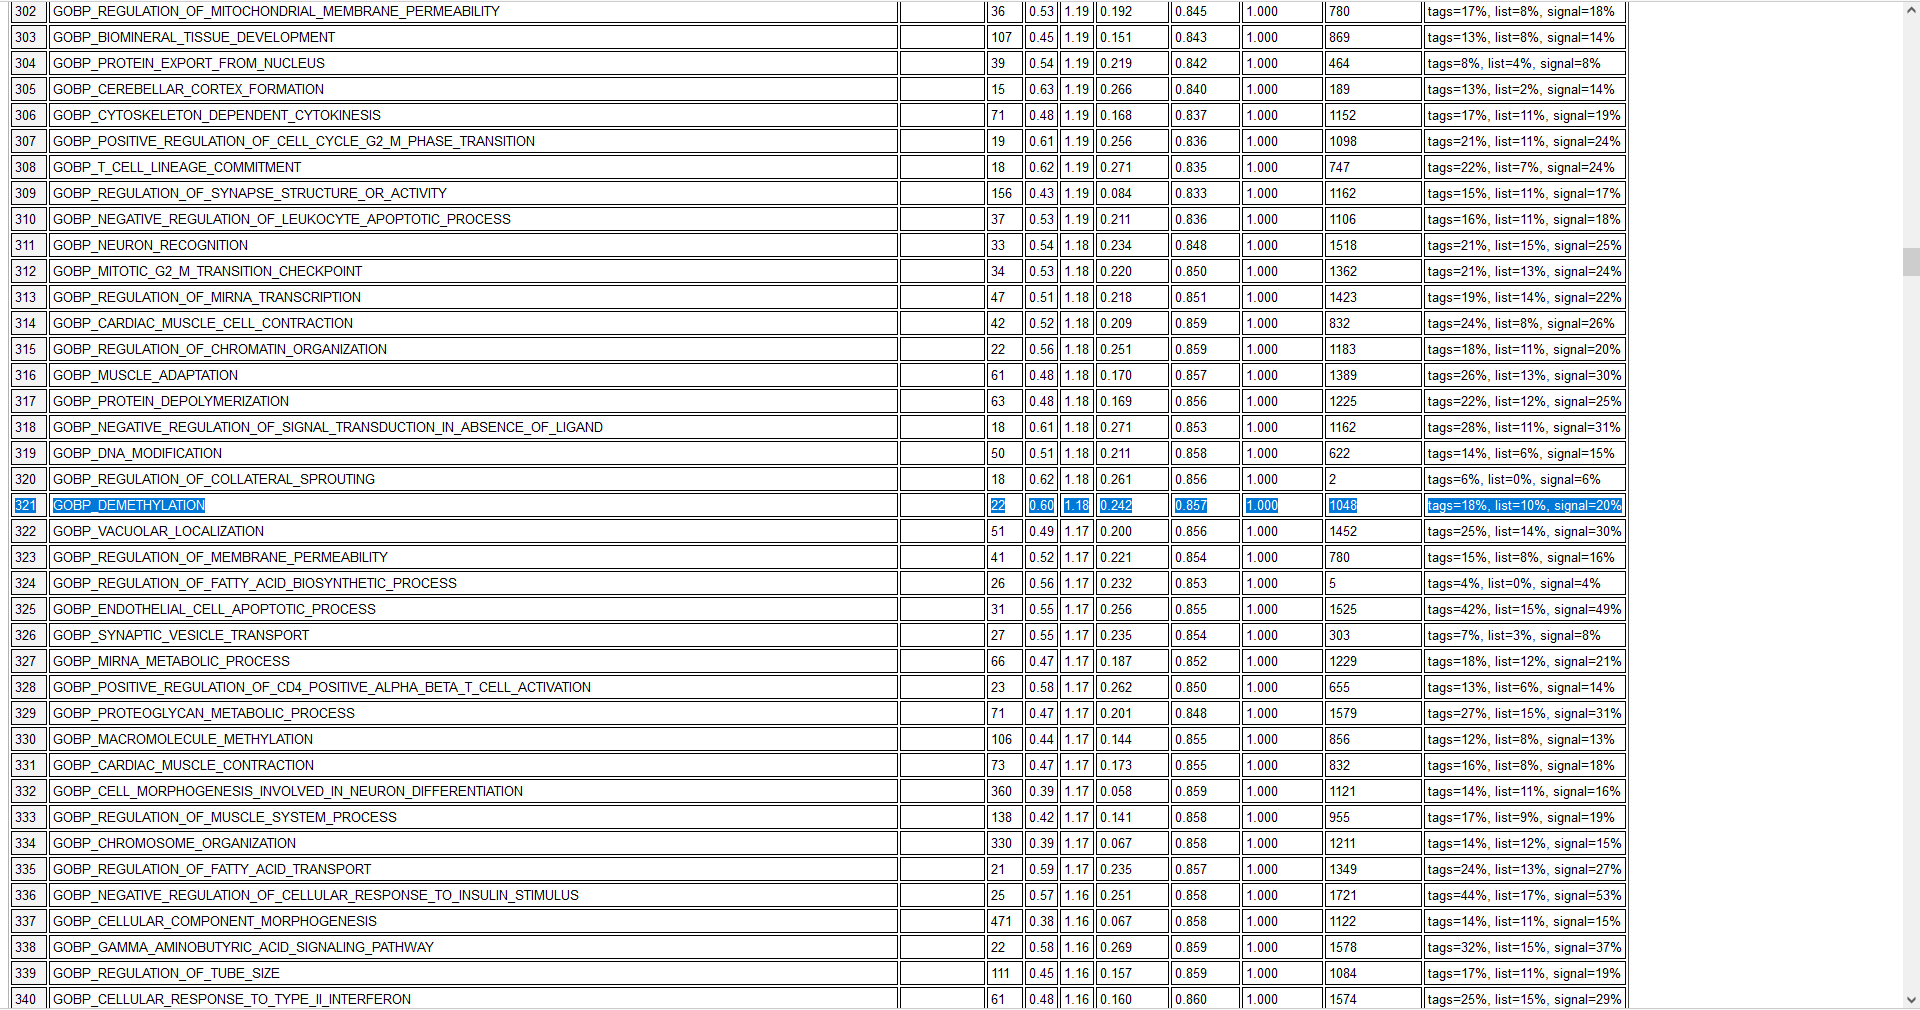 302 GOBP_REGULATION_OF_MITOCHONDRIAL_MEMBRANE_PERMEABILITY 36 0.53 1.19 0.192 0.845 1.000 780 tags=17%, list=8%, signal=18%
303 GOBP_BIOMINERAL_TISSUE_DEVELOPMENT 107 0.45 1.19 0.151 0.843 1.000 869 tags=13%, list=8%, signal=14%
304 GOBP_PROTEIN_EXPORT_FROM_NUCLEUS 39 0.54 1.19 0.219 0.842 1.000 464 tags=8%, list=4%, signal=8%
305 GOBP_CEREBELLAR_CORTEX_FORMATION 15 0.63 1.19 0.266 0.840 1.000 189 tags=13%, list=2%, signal=14%
306 GOBP_CYTOSKELETON_DEPENDENT_CYTOKINESIS 71 0.48 1.19 0.168 0.837 1.000 1152 tags=17%, list=11%, signal=19%
307 GOBP_POSITIVE_REGULATION_OF_CELL_CYCLE_G2_M_PHASE_TRANSITION 19 0.61 1.19 0.256 0.836 1.000 1098 tags=21%, list=11%, signal=24%
308 GOBP_T_CELL_LINEAGE_COMMITMENT 18 0.62 1.19 0.271 0.835 1.000 747 tags=22%, list=7%, signal=24%
309 GOBP_REGULATION_OF_SYNAPSE_STRUCTURE_OR_ACTIVITY 156 0.43 1.19 0.084 0.833 1.000 1162 tags=15%, list=11%, signal=17%
310 GOBP_NEGATIVE_REGULATION_OF_LEUKOCYTE_APOPTOTIC_PROCESS 37 0.53 1.19 0.211 0.836 1.000 1106 tags=16%, list=11%, signal=18%
311 GOBP_NEURON_RECOGNITION 33 0.54 1.18 0.234 0.848 1.000 1518 tags=21%, list=15%, signal=25%
312 GOBP_MITOTIC_G2_M_TRANSITION_CHECKPOINT 34 0.53 1.18 0.220 0.850 1.000 1362 tags=21%, list=13%, signal=24%
313 GOBP_REGULATION_OF_MIRNA_TRANSCRIPTION 47 0.51 1.18 0.218 0.851 1.000 1423 tags=19%, list=14%, signal=22%
314 GOBP_CARDIAC_MUSCLE_CELL_CONTRACTION 42 0.52 1.18 0.209 0.859 1.000 832 tags=24%, list=8%, signal=26%
315 GOBP_REGULATION_OF_CHROMATIN_ORGANIZATION 22 0.56 1.18 0.251 0.859 1.000 1183 tags=18%, list=11%, signal=20%
316 GOBP_MUSCLE_ADAPTATION 61 0.48 1.18 0.170 0.857 1.000 1389 tags=26%, list=13%, signal=30%
317 GOBP_PROTEIN_DEPOLYMERIZATION 63 0.48 1.18 0.169 0.856 1.000 1225 tags=22%, list=12%, signal=25%
318 GOBP_NEGATIVE_REGULATION_OF_SIGNAL_TRANSDUCTION_IN_ABSENCE_OF_LIGAND 18 0.61 1.18 0.271 0.853 1.000 1162 tags=28%, list=11%, signal=31%
319 GOBP_DNA_MODIFICATION 50 0.51 1.18 0.211 0.858 1.000 622 tags=14%, list=6%, signal=15%
320 GOBP_REGULATION_OF_COLLATERAL_SPROUTING 18 0.62 1.18 0.261 0.856 1.000 2 tags=6%, list=0%, signal=6%
321 GOBP_DEMETHYLATION 22 0.60 1.18 0.242 0.857 1.000 1048 tags=18%, list=10%, signal=20%
322 GOBP_VACUOLAR_LOCALIZATION 51 0.49 1.17 0.200 0.856 1.000 1452 tags=25%, list=14%, signal=30%
323 GOBP_REGULATION_OF_MEMBRANE_PERMEABILITY 41 0.52 1.17 0.221 0.854 1.000 780 tags=15%, list=8%, signal=16%
324 GOBP_REGULATION_OF_FATTY_ACID_BIOSYNTHETIC_PROCESS 26 0.56 1.17 0.232 0.853 1.000 5 tags=4%, list=0%, signal=4%
325 GOBP_ENDOTHELIAL_CELL_APOPTOTIC_PROCESS 31 0.55 1.17 0.256 0.855 1.000 1525 tags=42%, list=15%, signal=49%
326 GOBP_SYNAPTIC_VESICLE_TRANSPORT 27 0.55 1.17 0.235 0.854 1.000 303 tags=7%, list=3%, signal=8%
327 GOBP_MIRNA_METABOLIC_PROCESS 66 0.47 1.17 0.187 0.852 1.000 1229 tags=18%, list=12%, signal=21%
328 GOBP_POSITIVE_REGULATION_OF_CD4_POSITIVE_ALPHA_BETA_T_CELL_ACTIVATION 23 0.58 1.17 0.262 0.850 1.000 655 tags=13%, list=6%, signal=14%
329 GOBP_PROTEOGLYCAN_METABOLIC_PROCESS 71 0.47 1.17 0.201 0.848 1.000 1579 tags=27%, list=15%, signal=31%
330 GOBP_MACROMOLECULE_METHYLATION 106 0.44 1.17 0.144 0.855 1.000 856 tags=12%, list=8%, signal=13%
331 GOBP_CARDIAC_MUSCLE_CONTRACTION 73 0.47 1.17 0.173 0.855 1.000 832 tags=16%, list=8%, signal=18%
332 GOBP_CELL_MORPHOGENESIS_INVOLVED_IN_NEURON_DIFFERENTIATION 360 0.39 1.17 0.058 0.859 1.000 1121 tags=14%, list=11%, signal=16%
333 GOBP_REGULATION_OF_MUSCLE_SYSTEM_PROCESS 138 0.42 1.17 0.141 0.858 1.000 955 tags=17%, list=9%, signal=19%
334 GOBP_CHROMOSOME_ORGANIZATION 330 0.39 1.17 0.067 0.858 1.000 1211 tags=14%, list=12%, signal=15%
335 GOBP_REGULATION_OF_FATTY_ACID_TRANSPORT 21 0.59 1.17 0.235 0.857 1.000 1349 tags=24%, list=13%, signal=27%
336 GOBP_NEGATIVE_REGULATION_OF_CELLULAR_RESPONSE_TO_INSULIN_STIMULUS 25 0.57 1.16 0.251 0.858 1.000 1721 tags=44%, list=17%, signal=53%
337 GOBP_CELLULAR_COMPONENT_MORPHOGENESIS 471 0.38 1.16 0.067 0.858 1.000 1122 tags=14%, list=11%, signal=15%
338 GOBP_GAMMA_AMINOBUTYRIC_ACID_SIGNALING_PATHWAY 22 0.58 1.16 0.269 0.859 1.000 1578 tags=32%, list=15%, signal=37%
339 GOBP_REGULATION_OF_TUBE_SIZE 111 0.45 1.16 0.157 0.859 1.000 1084 tags=17%, list=11%, signal=19%
340 GOBP_CELLULAR_RESPONSE_TO_TYPE_II_INTERFERON 61 0.48 1.16 0.160 0.860 1.000 1574 tags=25%, list=15%, signal=29%